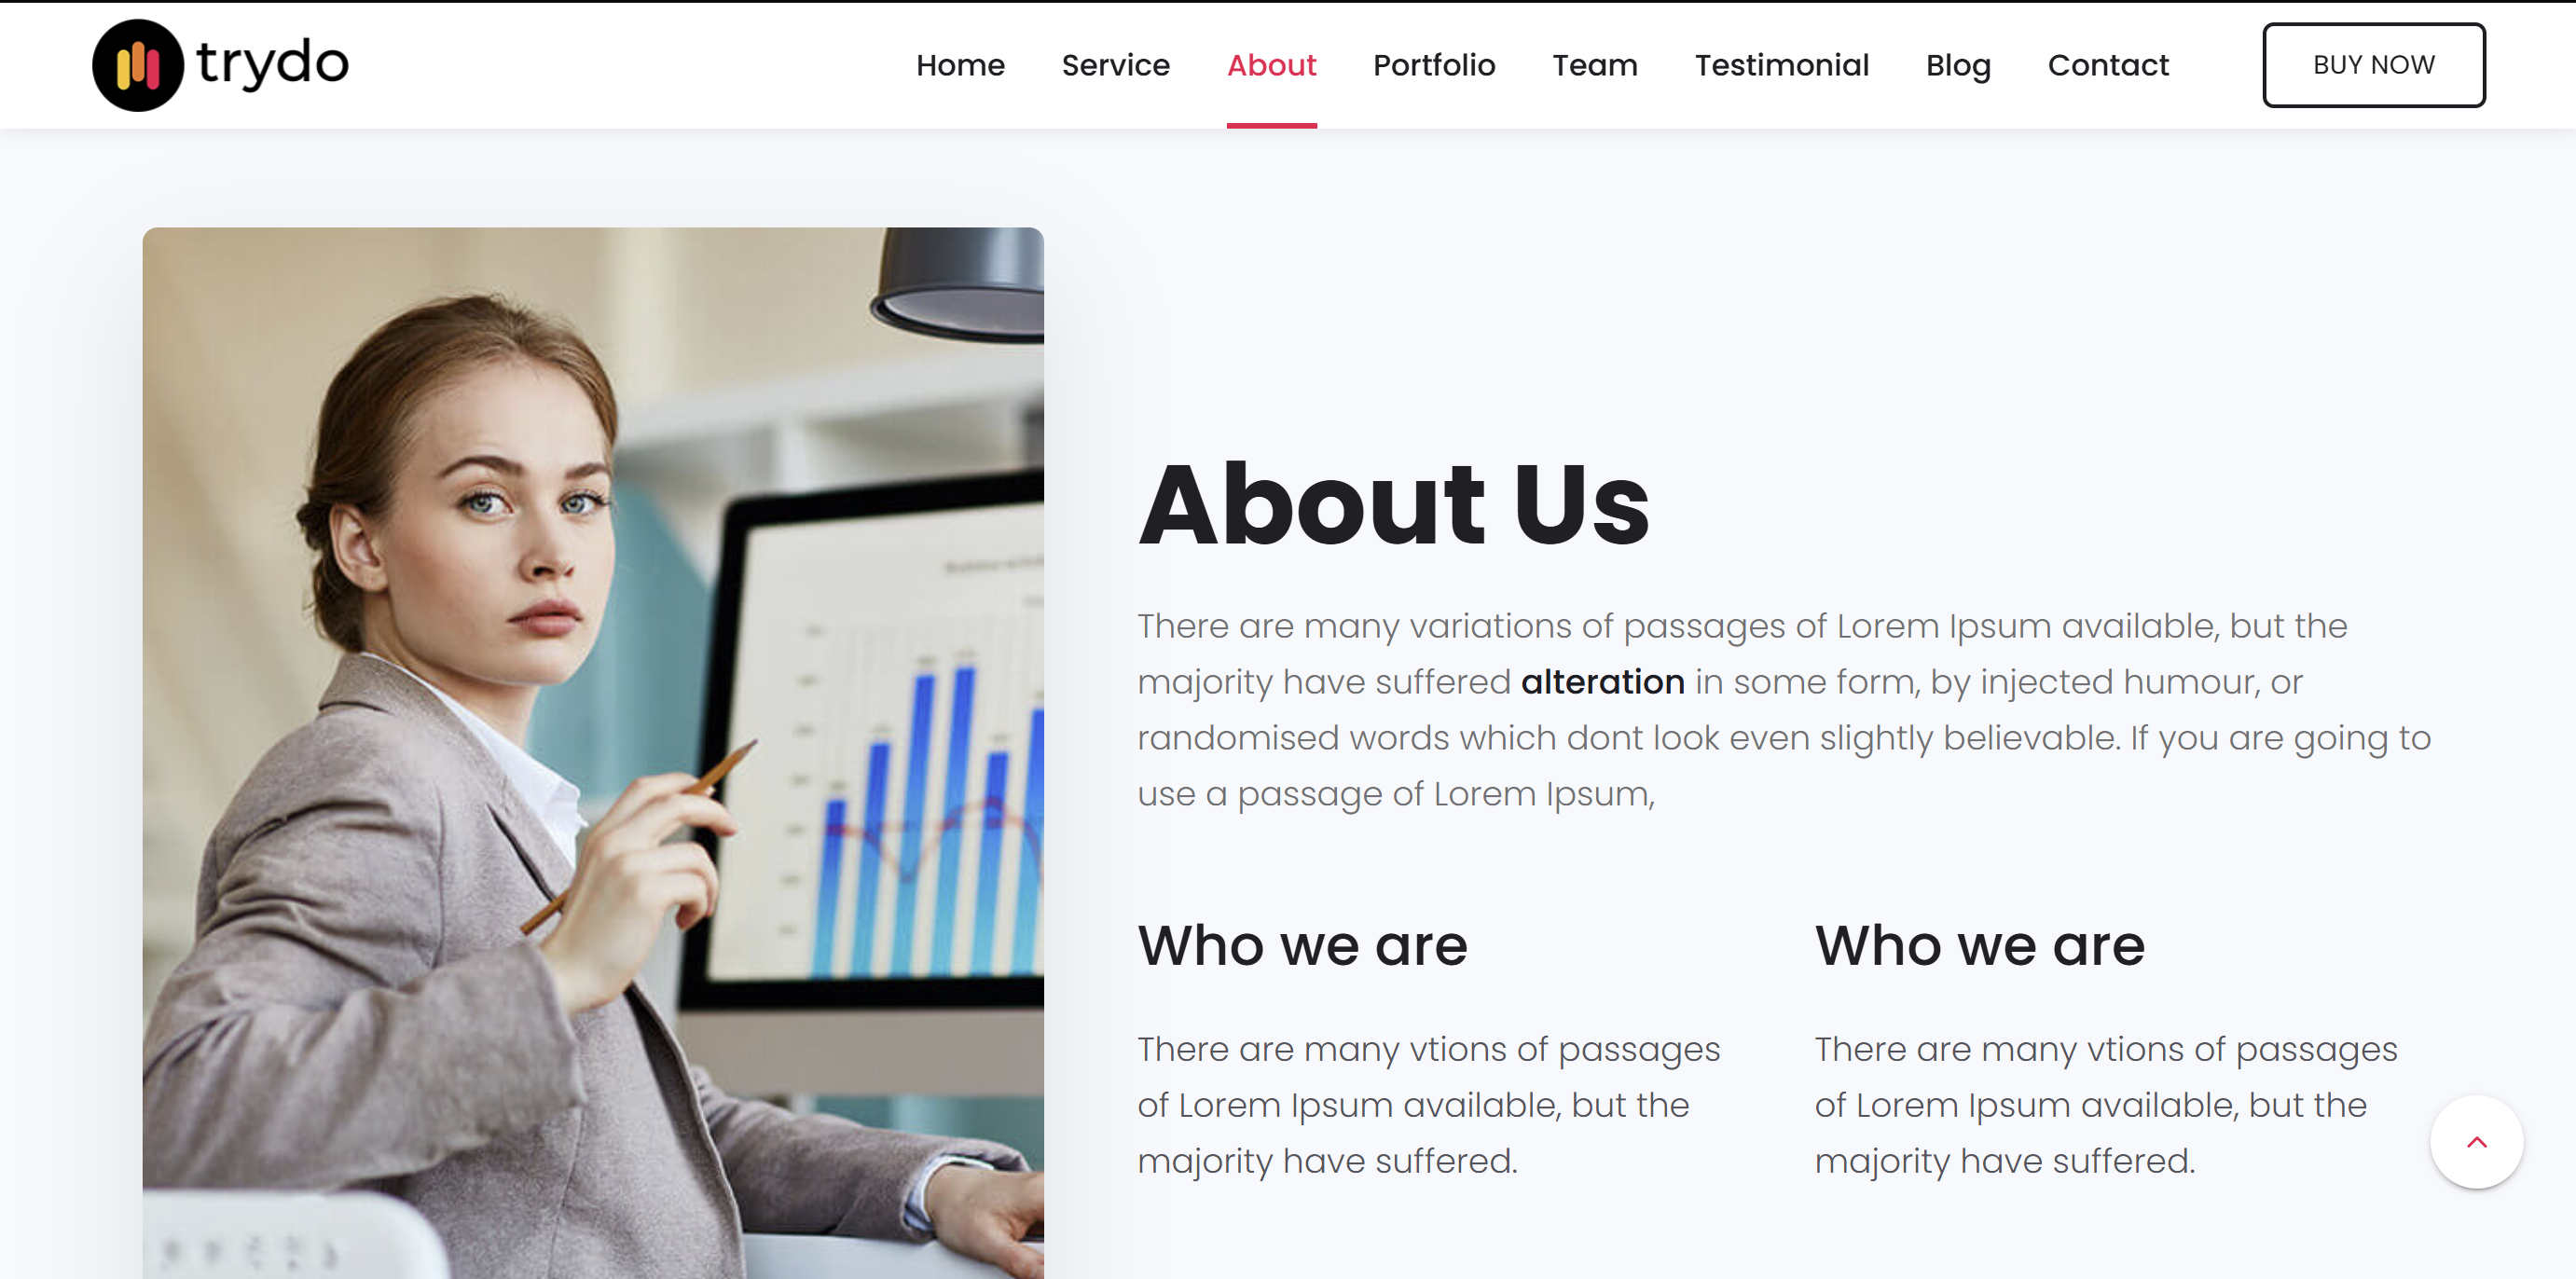 trydo
Home Service About Portfolio Team Testimonial Blog Contact BUY NOW
About Us
There are many variations of passages of Lorem Ipsum available, but the
majority have suffered alteration in some form, by injected humour, or
randomised words which dont look even slightly believable. If you are going to
use a passage of Lorem Ipsum,
Who we are
There are many vtions of passages
of Lorem Ipsum available, but the
majority have suffered.
Who we are
There are many vtions of passages
of Lorem Ipsum available, but the
majority have suffered.